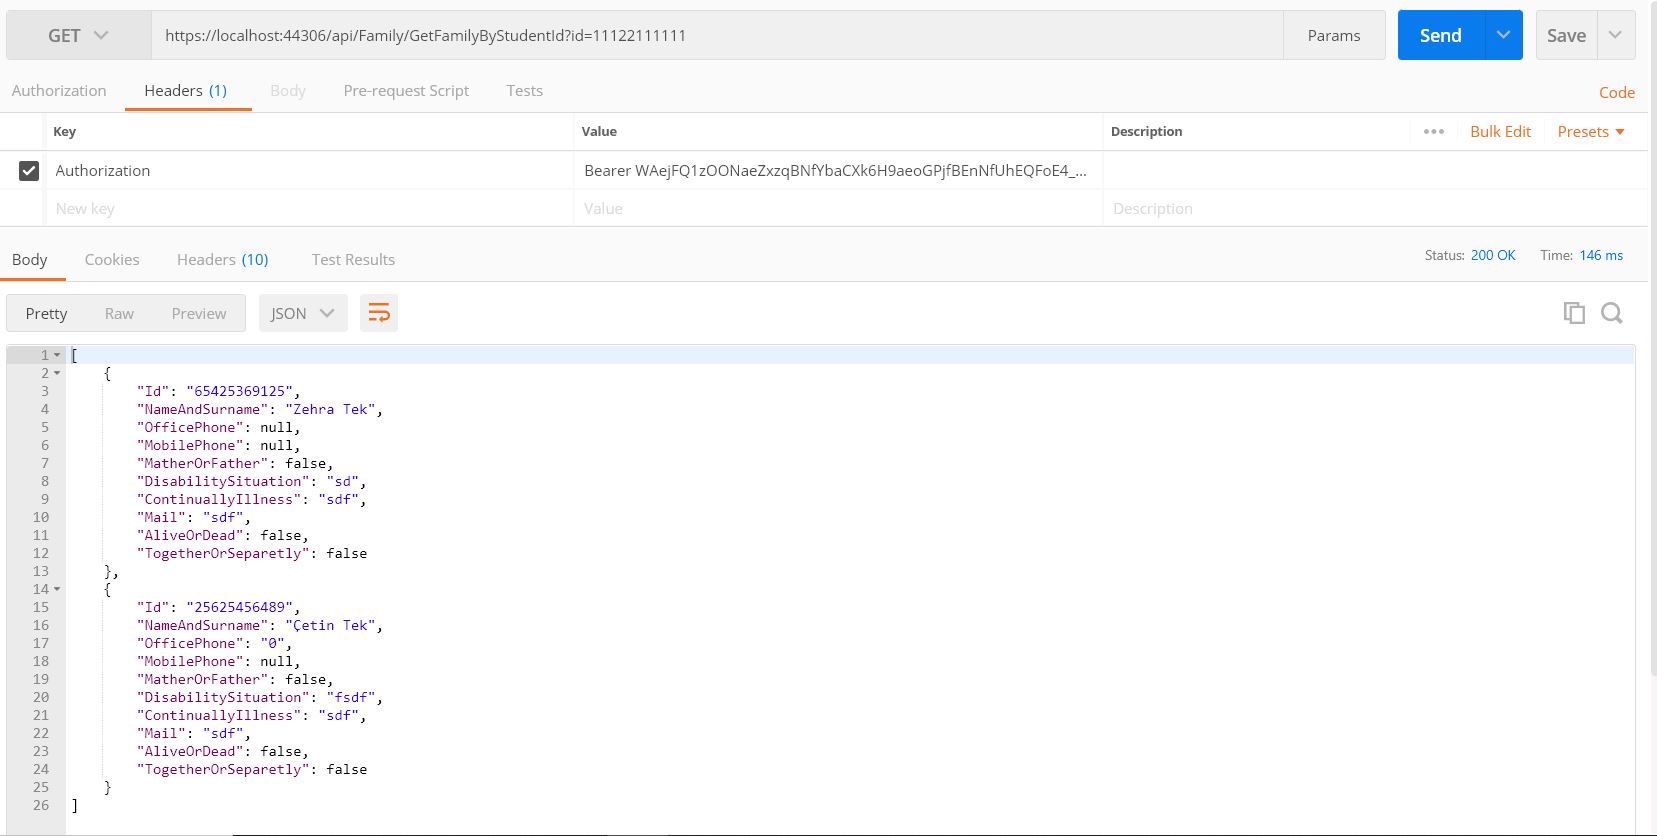 GET https://localhost:44306/api/Family/GetFamilyByStudentId?id=11122111111 Params Send Save
Authorization Headers (1) Body Pre-request Script Tests Code
Key Value Description ••• Bulk Edit Presets
Authorization Bearer WAejFQ1zOONaeZxzqBNfYbaCXk6H9aeoGPjfBEnNfUhEQFoE4_...
New key Value Description
Body Cookies Headers (10) Test Results Status: 200 OK Time: 146 ms
Pretty Raw Preview JSON
1 [
2 {
3 "Id": "65425369125",
4 "NameAndSurname": "Zehra Tek",
5 "OfficePhone": null,
6 "MobilePhone": null,
7 "MatherOrFather": false,
8 "DisabilitySituation": "sd",
9 "ContinuallyIllness": "sdf",
10 "Mail": "sdf",
11 "AliveOrDead": false,
12 "TogetherOrSeparetly": false
13 },
14 {
15 "Id": "25625456489",
16 "NameAndSurname": "Çetin Tek",
17 "OfficePhone": "0",
18 "MobilePhone": null,
19 "MatherOrFather": false,
20 "DisabilitySituation": "fsdf",
21 "ContinuallyIllness": "sdf",
22 "Mail": "sdf",
23 "AliveOrDead": false,
24 "TogetherOrSeparetly": false
25 }
26 ]